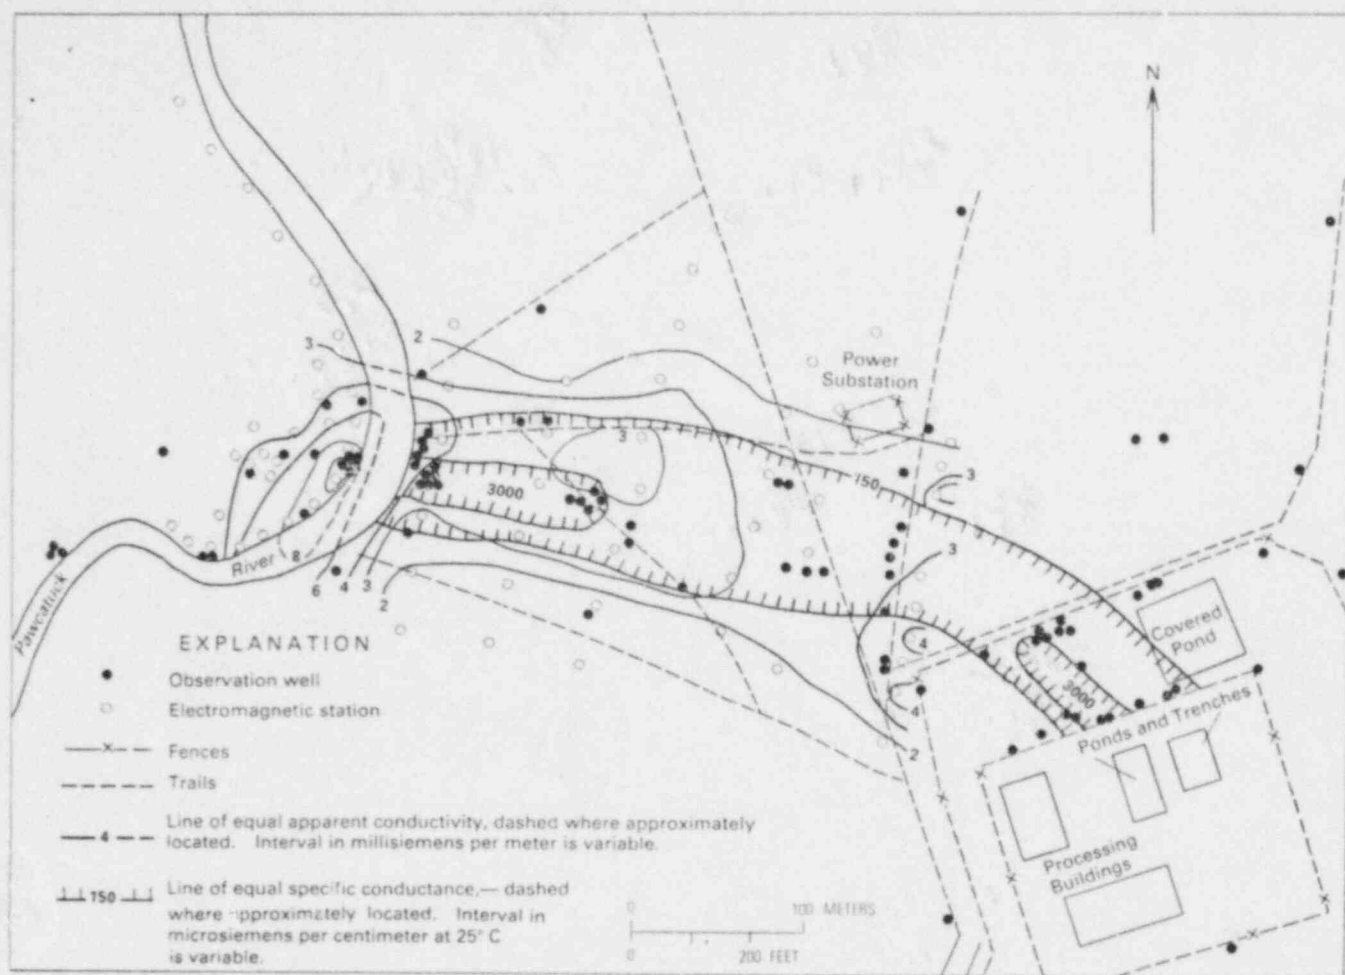 N
3
2
Power
Substation
3
3
150
3000
3
River
8
6
4
3
2
4
4
2
Pawcatuck
Covered
Pond
3000
Ponds and Trenches
Processing
Buildings
EXPLANATION
Observation well
Electromagnetic station
Fences
Trails
4
Line of equal apparent conductivity, dashed where approximately
located. Interval in millisiemens per meter is variable.
150
Line of equal specific conductance,— dashed
where approximately located. Interval in
microsiemens per centimeter at 25° C
is variable.
0 100 METERS
0 200 FEET